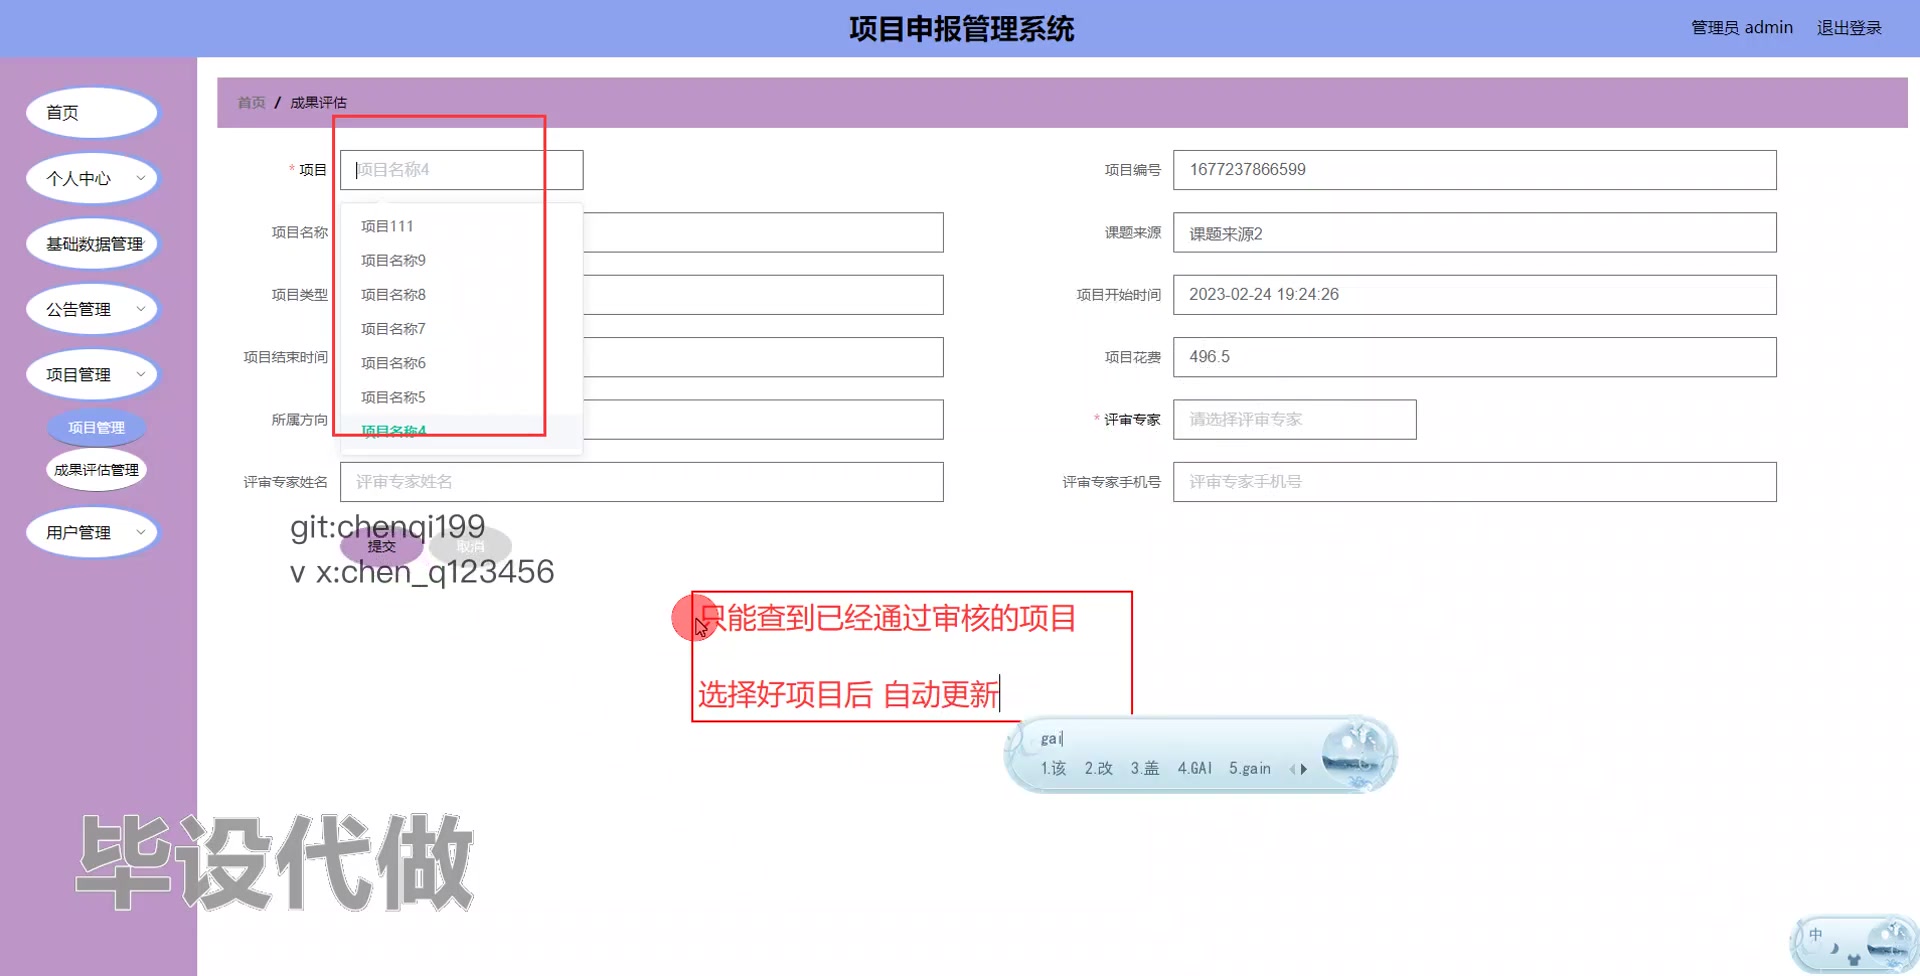 项目申报管理系统
管理员 admin
退出登录
首页
个人中心
基础数据管理
公告管理
项目管理
项目管理
成果评估管理
用户管理
首页 / 成果评估
* 项目
项目名称4
项目编号
1677237866599
项目111
项目名称9
项目名称8
项目名称7
项目名称6
项目名称5
项目名称4
项目名称
课题来源
课题来源2
项目类型
项目开始时间
2023-02-24 19:24:26
项目结束时间
项目花费
496.5
所属方向
* 评审专家
请选择评审专家
评审专家姓名
评审专家姓名
评审专家手机号
评审专家手机号
提交
取消
git:chenqi199
v x:chen_q123456
只能查到已经通过审核的项目
选择好项目后 自动更新
gai
1.该 2.改 3.盖 4.GAI 5.gain
毕设代做
中